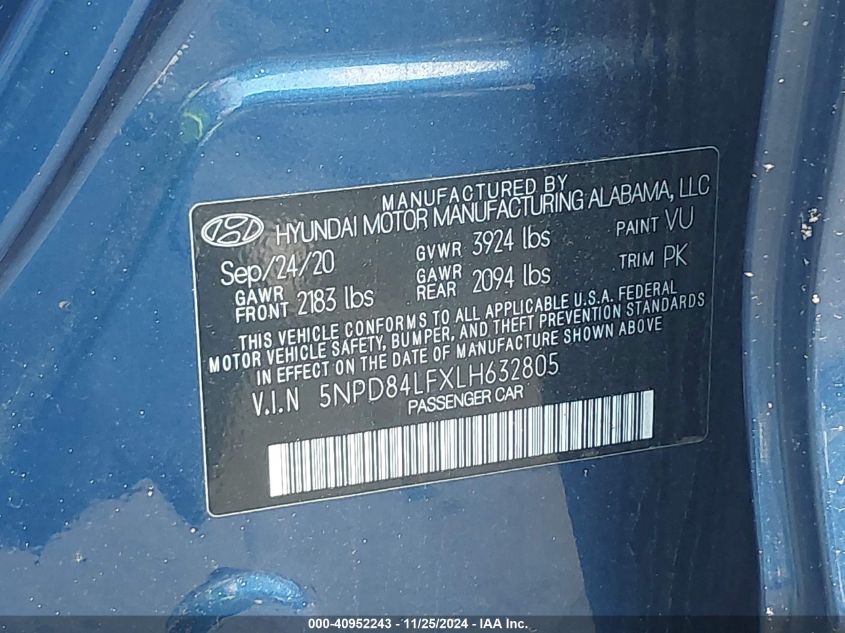 MANUFACTURED BY
HYUNDAI MOTOR MANUFACTURING ALABAMA, LLC
Sep/24/20 GVWR 3924 lbs PAINT VU
GAWR FRONT 2183 lbs GAWR REAR 2094 lbs TRIM PK
THIS VEHICLE CONFORMS TO ALL APPLICABLE U.S.A. FEDERAL
MOTOR VEHICLE SAFETY, BUMPER, AND THEFT PREVENTION STANDARDS
IN EFFECT ON THE DATE OF MANUFACTURE SHOWN ABOVE
V.I.N 5NPD84LFXLH632805
PASSENGER CAR
000-40952243 - 11/25/2024 - IAA Inc.